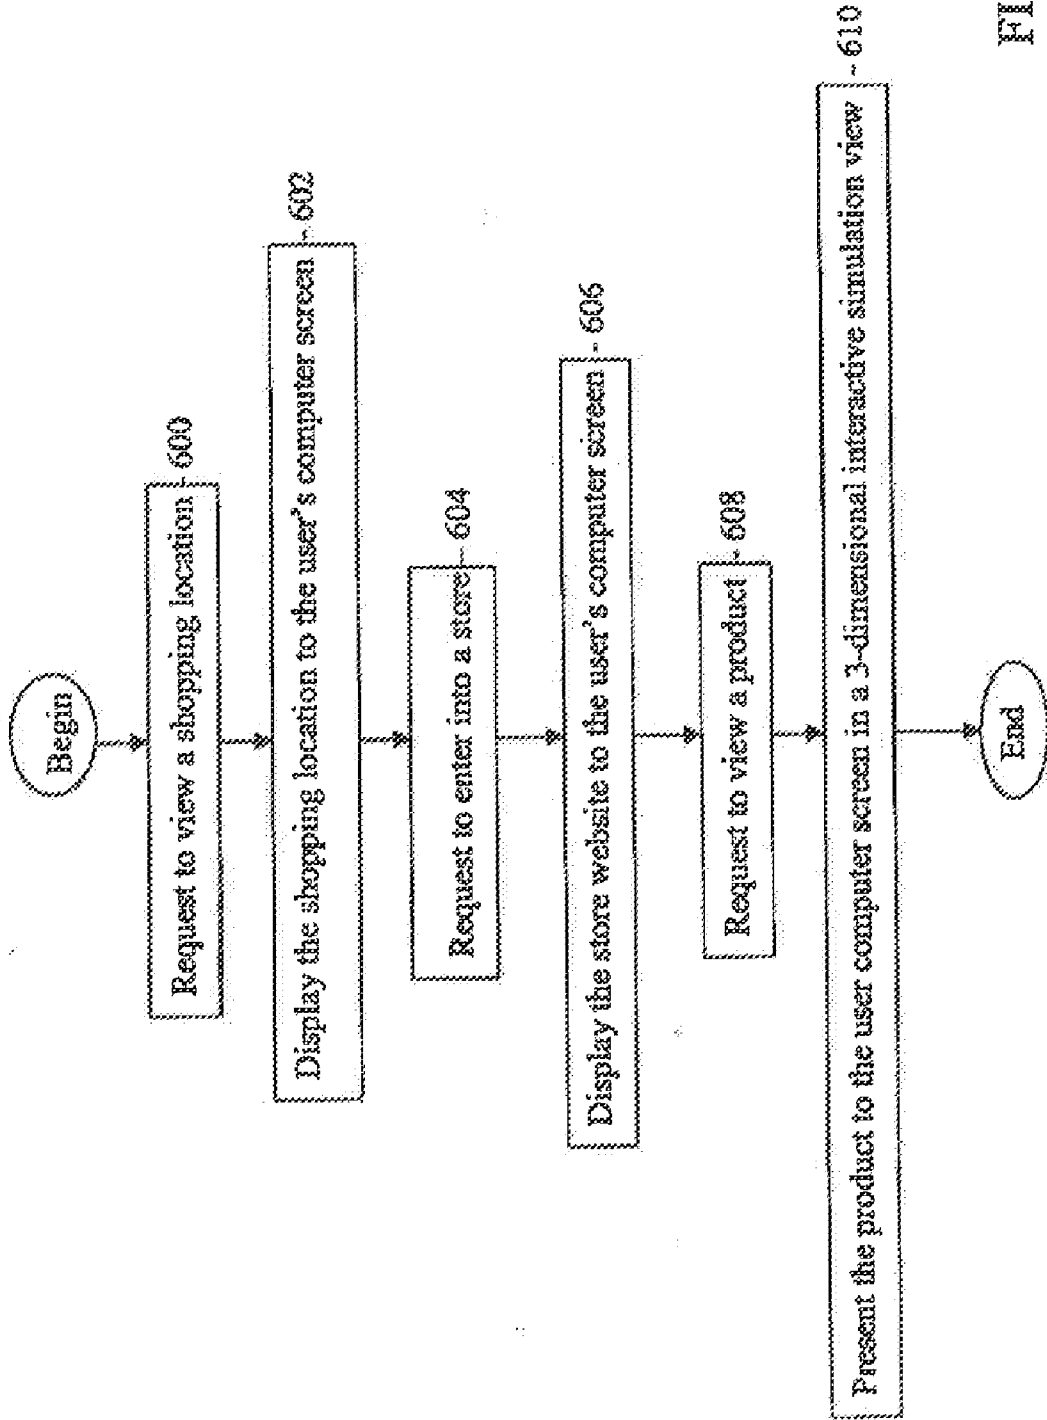 Begin
Request to view a shopping location
600
Display the shopping location to the user's computer screen
602
Request to enter into a store
604
Display the store website to the user's computer screen
606
Request to view a product
608
Present the product to the user computer screen in a 3-dimensional interactive simulation view
610
End